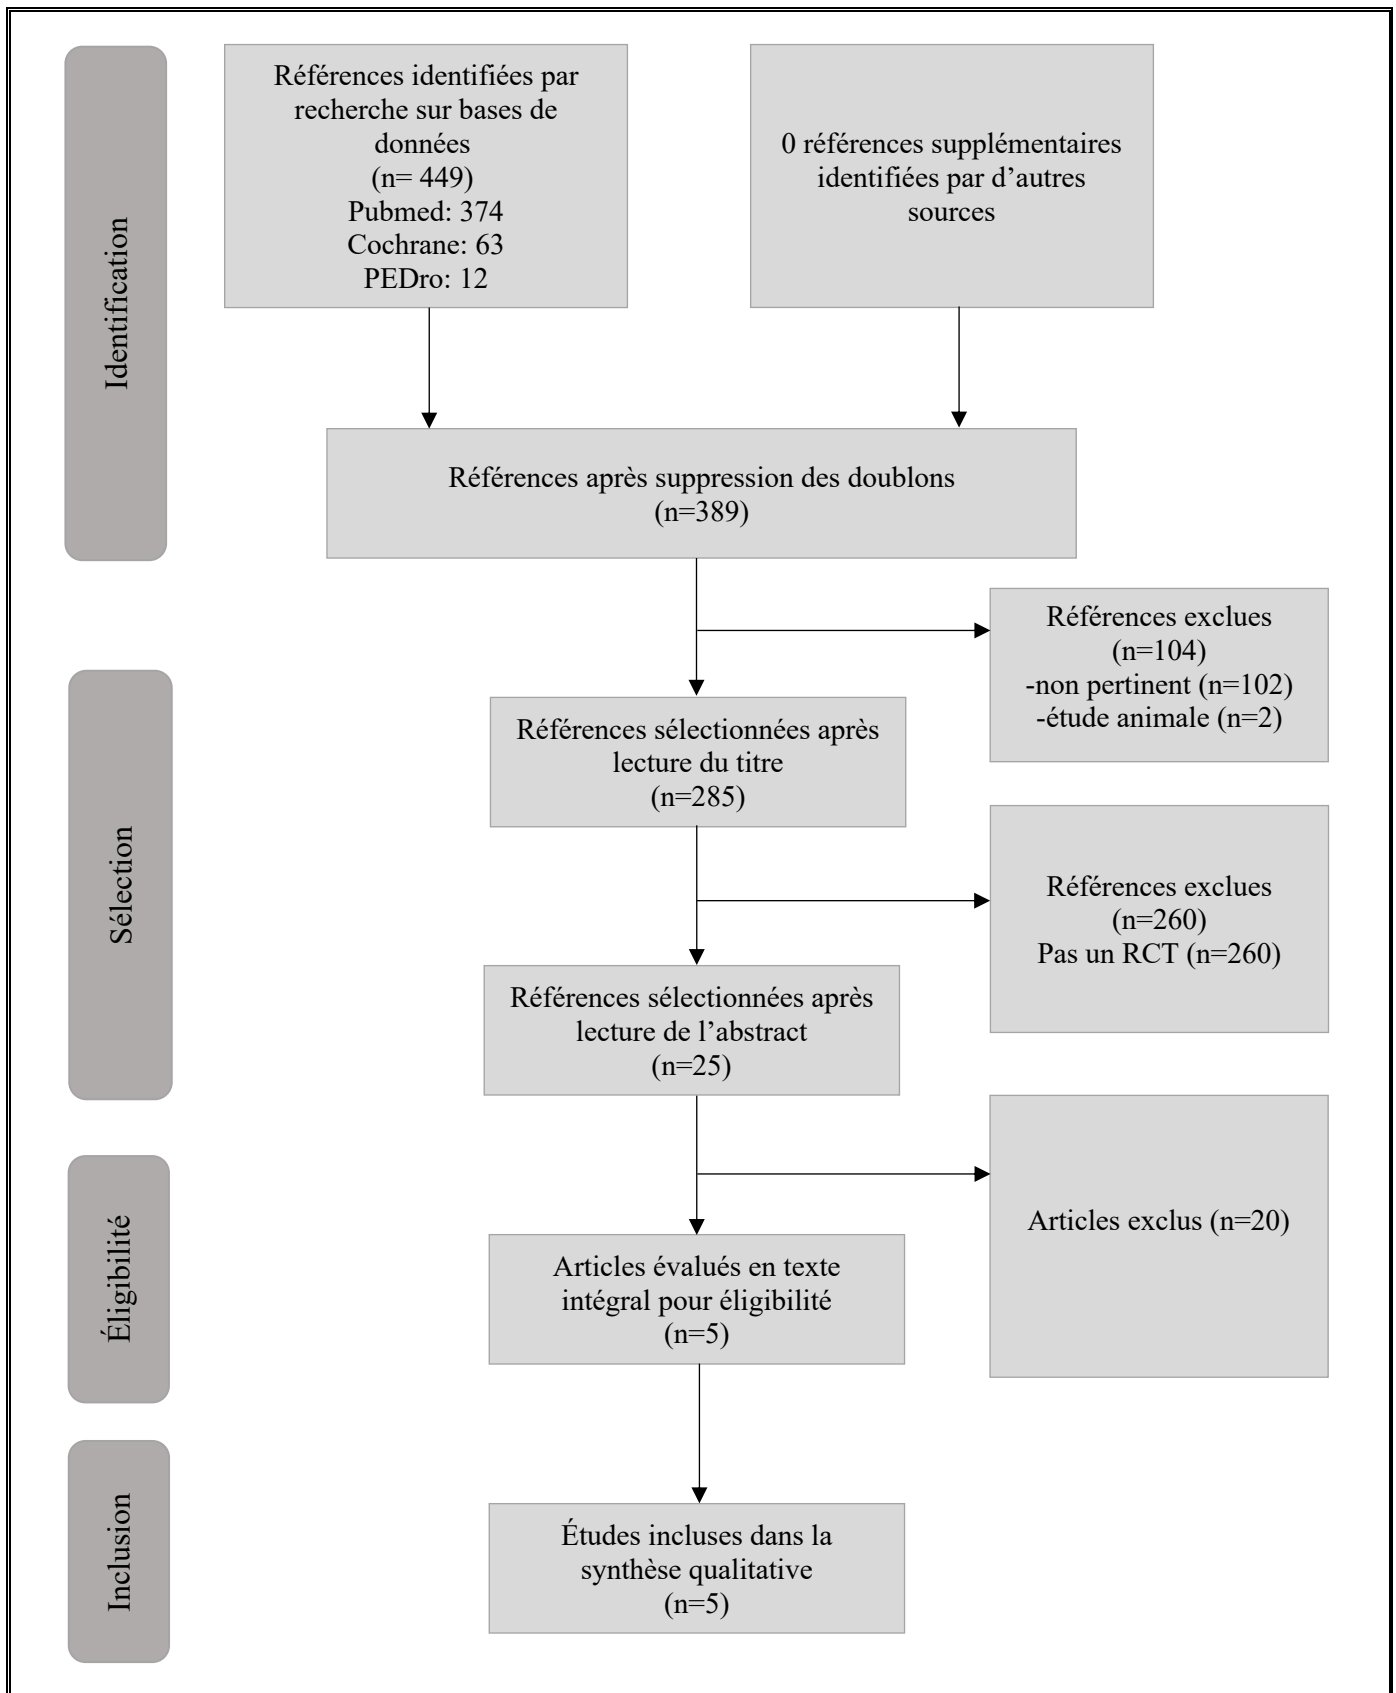 Identification
Références identifiées par
recherche sur bases de
données
(n= 449)
Pubmed: 374
Cochrane: 63
PEDro: 12
0 références supplémentaires
identifiées par d’autres
sources
Références après suppression des doublons
(n=389)
Références exclues
(n=104)
-non pertinent (n=102)
-étude animale (n=2)
Sélection
Références sélectionnées après
lecture du titre
(n=285)
Références exclues
(n=260)
Pas un RCT (n=260)
Références sélectionnées après
lecture de l’abstract
(n=25)
Articles exclus (n=20)
Éligibilité
Articles évalués en texte
intégral pour éligibilité
(n=5)
Inclusion
Études incluses dans la
synthèse qualitative
(n=5)